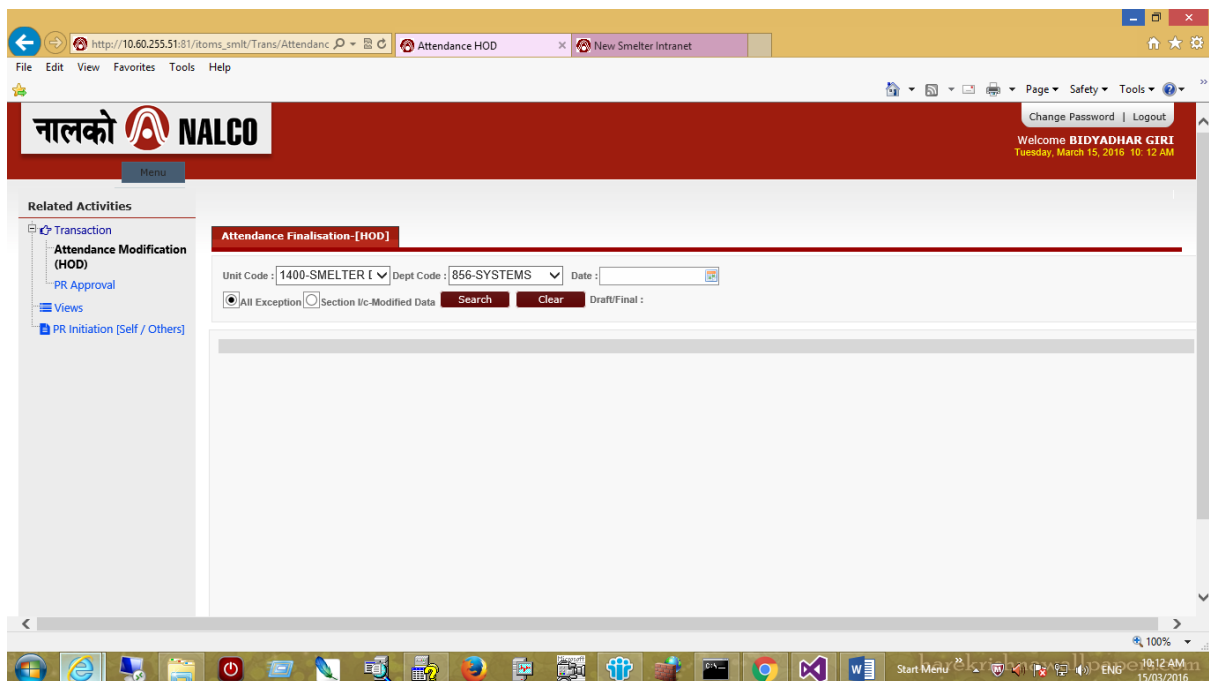 http://10.60.255.51:81/itoms_smlt/Trans/Attendanc
Attendance HOD
New Smelter Intranet
File Edit View Favorites Tools Help
Page Safety Tools
नालको NALCO
Change Password | Logout
Welcome BIDYADHAR GIRI
Tuesday, March 15, 2016 10: 12 AM
Menu
Related Activities
Transaction
Attendance Modification
(HOD)
PR Approval
Views
PR Initiation [Self / Others]
Attendance Finalisation-[HOD]
Unit Code : 1400-SMELTER Dept Code : 856-SYSTEMS Date :
All Exception Section I/c-Modified Data Search Clear Draft/Final :
100%
Start Menu ENG 10:12 AM
15/03/2016